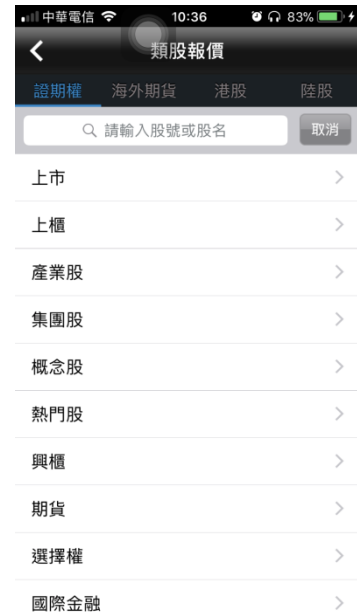 中華電信 10:36 83%
類股報價
證期權 海外期貨 港股 陸股
請輸入股號或股名 取消
上市
上櫃
產業股
集團股
概念股
熱門股
興櫃
期貨
選擇權
國際金融